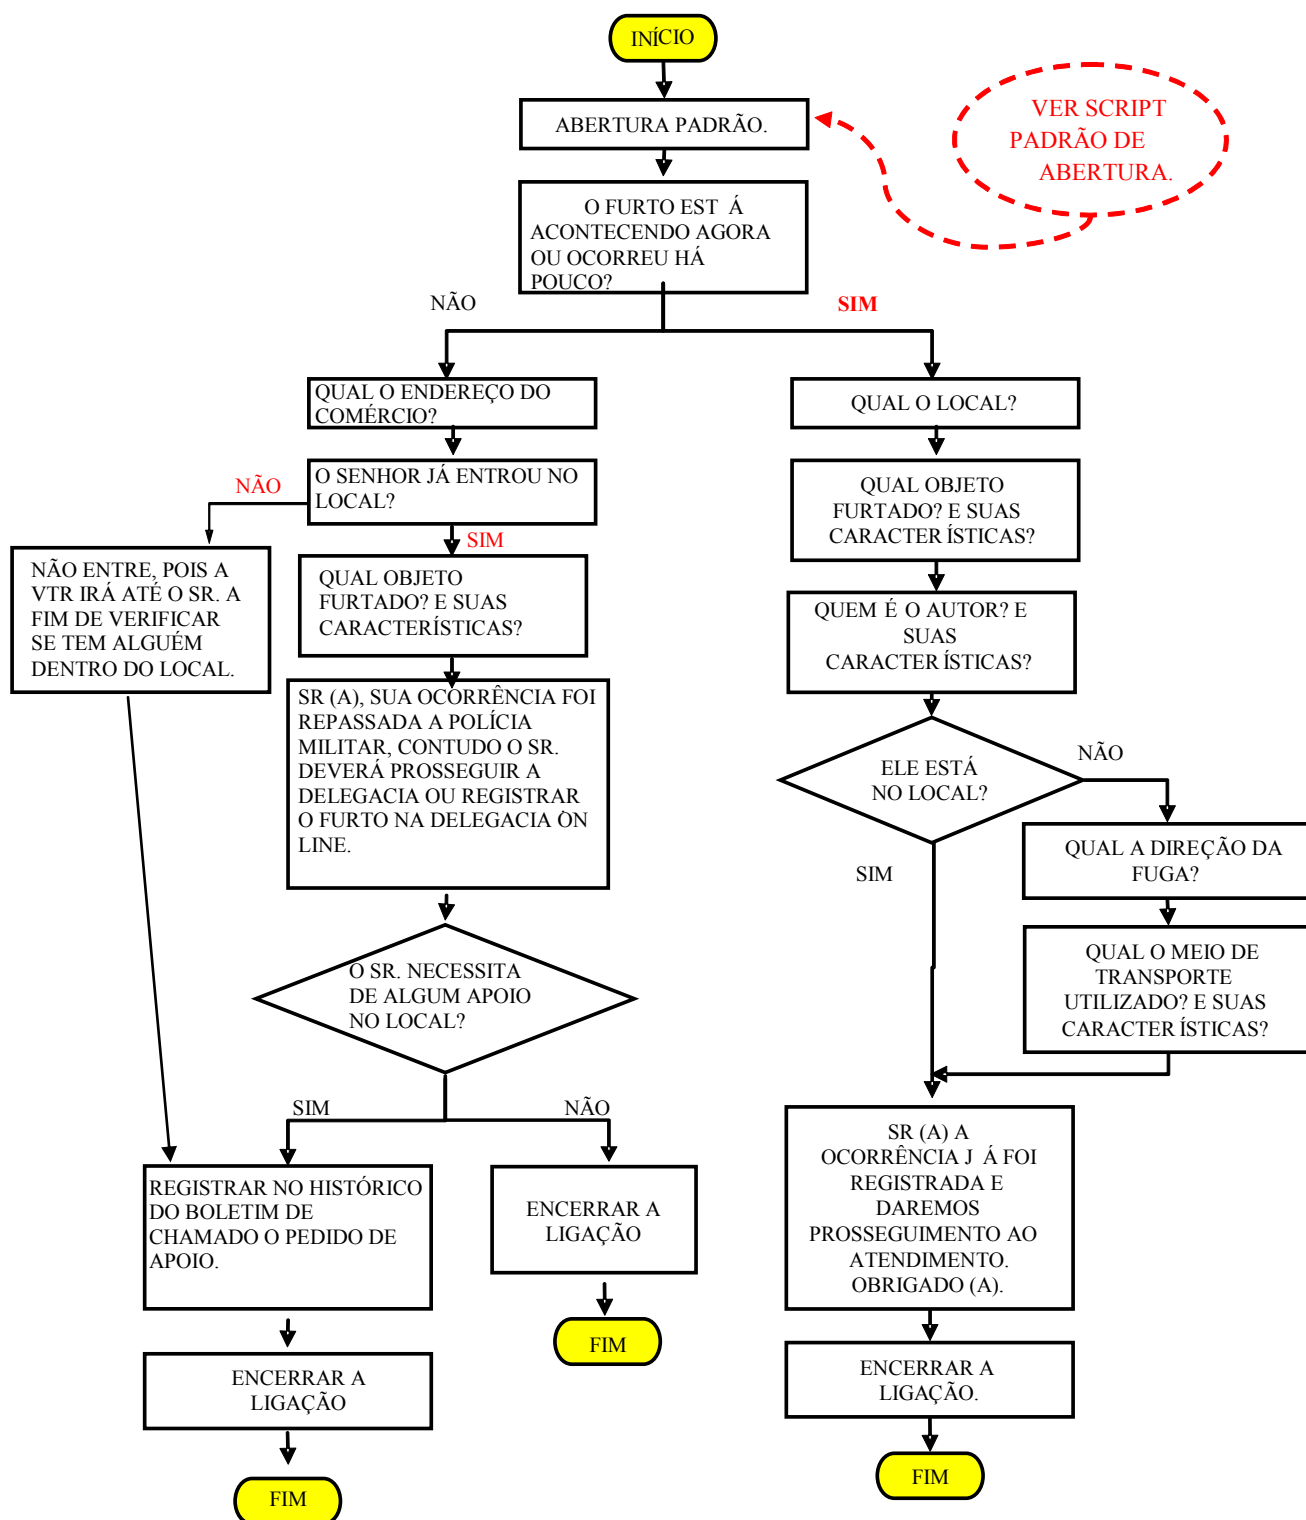 INÍCIO
ABERTURA PADRÃO.
VER SCRIPT
PADRÃO DE
ABERTURA.
O FURTO EST Á
ACONTECENDO AGORA
OU OCORREU HÁ
POUCO?
NÃO
SIM
QUAL O ENDEREÇO DO
COMÉRCIO?
O SENHOR JÁ ENTROU NO
LOCAL?
NÃO
SIM
NÃO ENTRE, POIS A
VTR IRÁ ATÉ O SR. A
FIM DE VERIFICAR
SE TEM ALGUÉM
DENTRO DO LOCAL.
QUAL OBJETO
FURTADO? E SUAS
CARACTERÍSTICAS?
SR (A), SUA OCORRÊNCIA FOI
REPASSADA A POLÍCIA
MILITAR, CONTUDO O SR.
DEVERÁ PROSSEGUIR A
DELEGACIA OU REGISTRAR
O FURTO NA DELEGACIA ÒN
LINE.
O SR. NECESSITA
DE ALGUM APOIO
NO LOCAL?
SIM
NÃO
REGISTRAR NO HISTÓRICO
DO BOLETIM DE
CHAMADO O PEDIDO DE
APOIO.
ENCERRAR A
LIGAÇÃO
FIM
ENCERRAR A
LIGAÇÃO
FIM
QUAL O LOCAL?
QUAL OBJETO
FURTADO? E SUAS
CARACTER ÍSTICAS?
QUEM É O AUTOR? E
SUAS
CARACTER ÍSTICAS?
ELE ESTÁ
NO LOCAL?
NÃO
SIM
QUAL A DIREÇÃO DA
FUGA?
QUAL O MEIO DE
TRANSPORTE
UTILIZADO? E SUAS
CARACTER ÍSTICAS?
SR (A) A
OCORRÊNCIA J Á FOI
REGISTRADA E
DAREMOS
PROSSEGUIMENTO AO
ATENDIMENTO.
OBRIGADO (A).
ENCERRAR A
LIGAÇÃO.
FIM